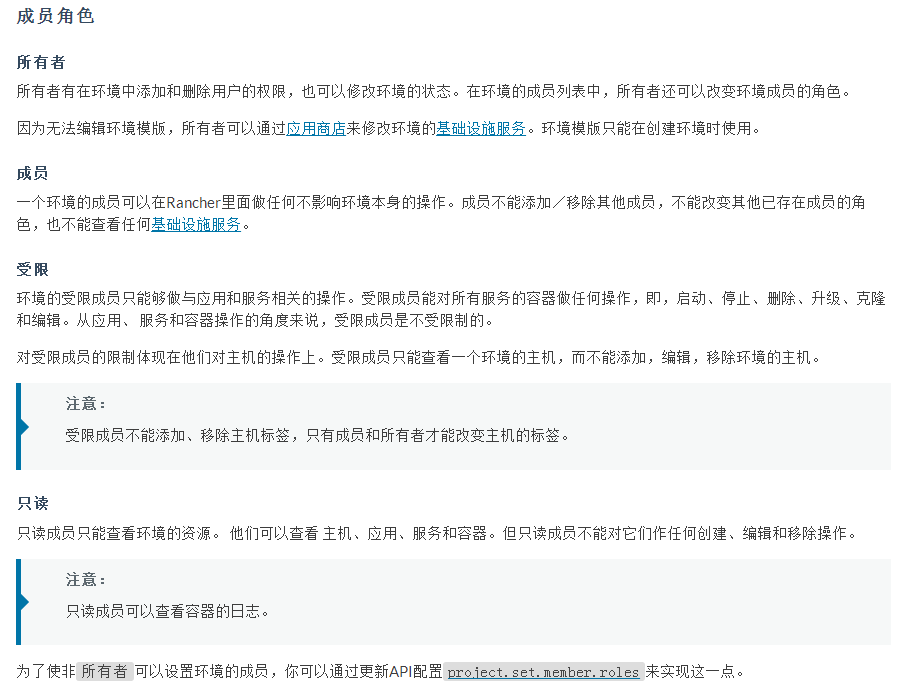 成员角色
所有者
所有者有在环境中添加和删除用户的权限，也可以修改环境的状态。在环境的成员列表中，所有者还可以改变环境成员的角色。
因为无法编辑环境模版，所有者可以通过应用商店来修改环境的基础设施服务。环境模版只能在创建环境时使用。
成员
一个环境的成员可以在Rancher里面做任何不影响环境本身的操作。成员不能添加／移除其他成员，不能改变其他已存在成员的角
色，也不能查看任何基础设施服务。
受限
环境的受限成员只能够做与应用和服务相关的操作。受限成员能对所有服务的容器做任何操作，即，启动、停止、删除、升级、克隆
和编辑。从应用、 服务和容器操作的角度来说，受限成员是不受限制的。
对受限成员的限制体现在他们对主机的操作上。受限成员只能查看一个环境的主机，而不能添加，编辑，移除环境的主机。
注意：
受限成员不能添加、移除主机标签，只有成员和所有者才能改变主机的标签。
只读
只读成员只能查看环境的资源。 他们可以查看 主机、应用、服务和容器。但只读成员不能对它们作任何创建、编辑和移除操作。
注意：
只读成员可以查看容器的日志。
为了使非 所有者 可以设置环境的成员，你可以通过更新API配置 project.set.member.roles 来实现这一点。